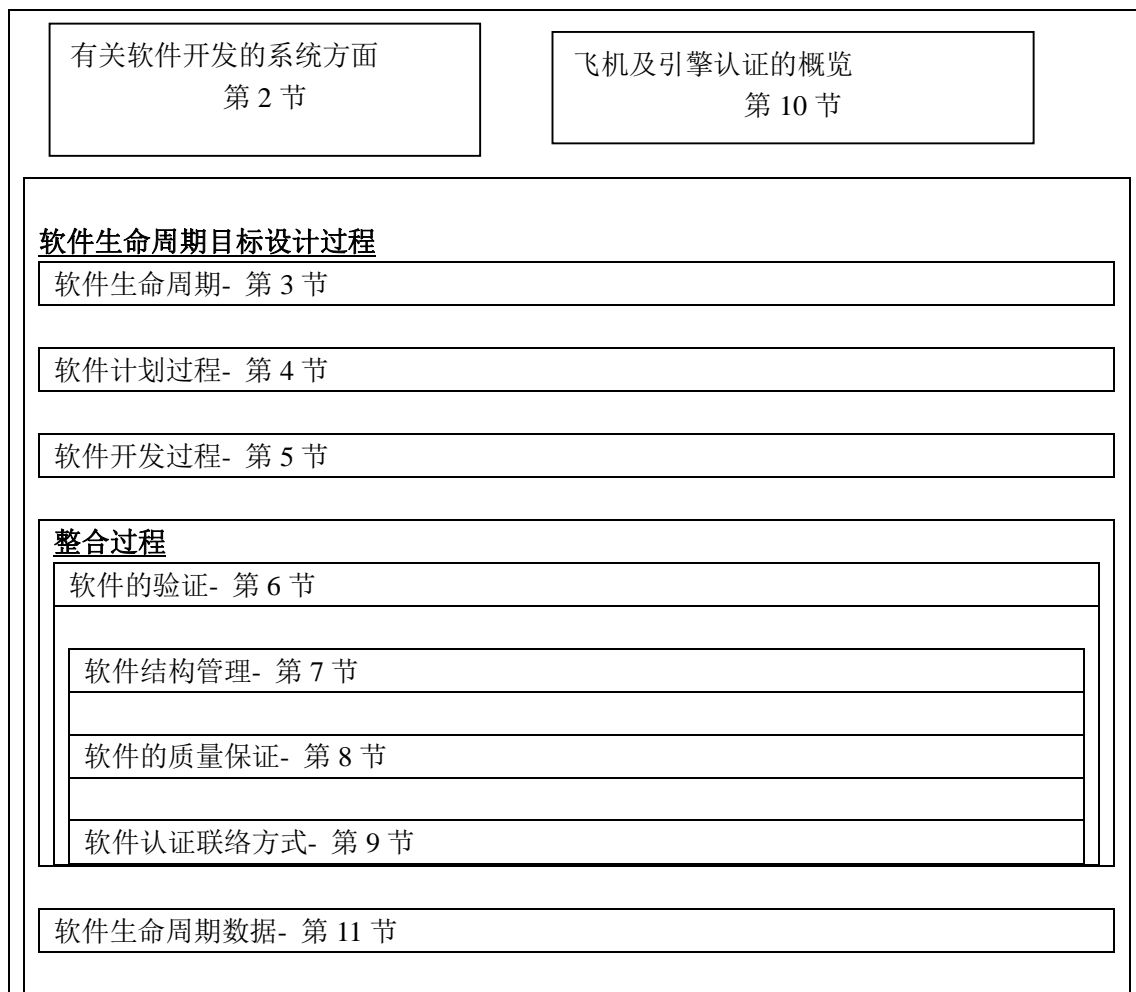 有关软件开发的系统方面
第 2 节
飞机及引擎认证的概览
第 10 节
软件生命周期目标设计过程
软件生命周期- 第 3 节
软件计划过程- 第 4 节
软件开发过程- 第 5 节
整合过程
软件的验证- 第 6 节
软件结构管理- 第 7 节
软件的质量保证- 第 8 节
软件认证联络方式- 第 9 节
软件生命周期数据- 第 11 节